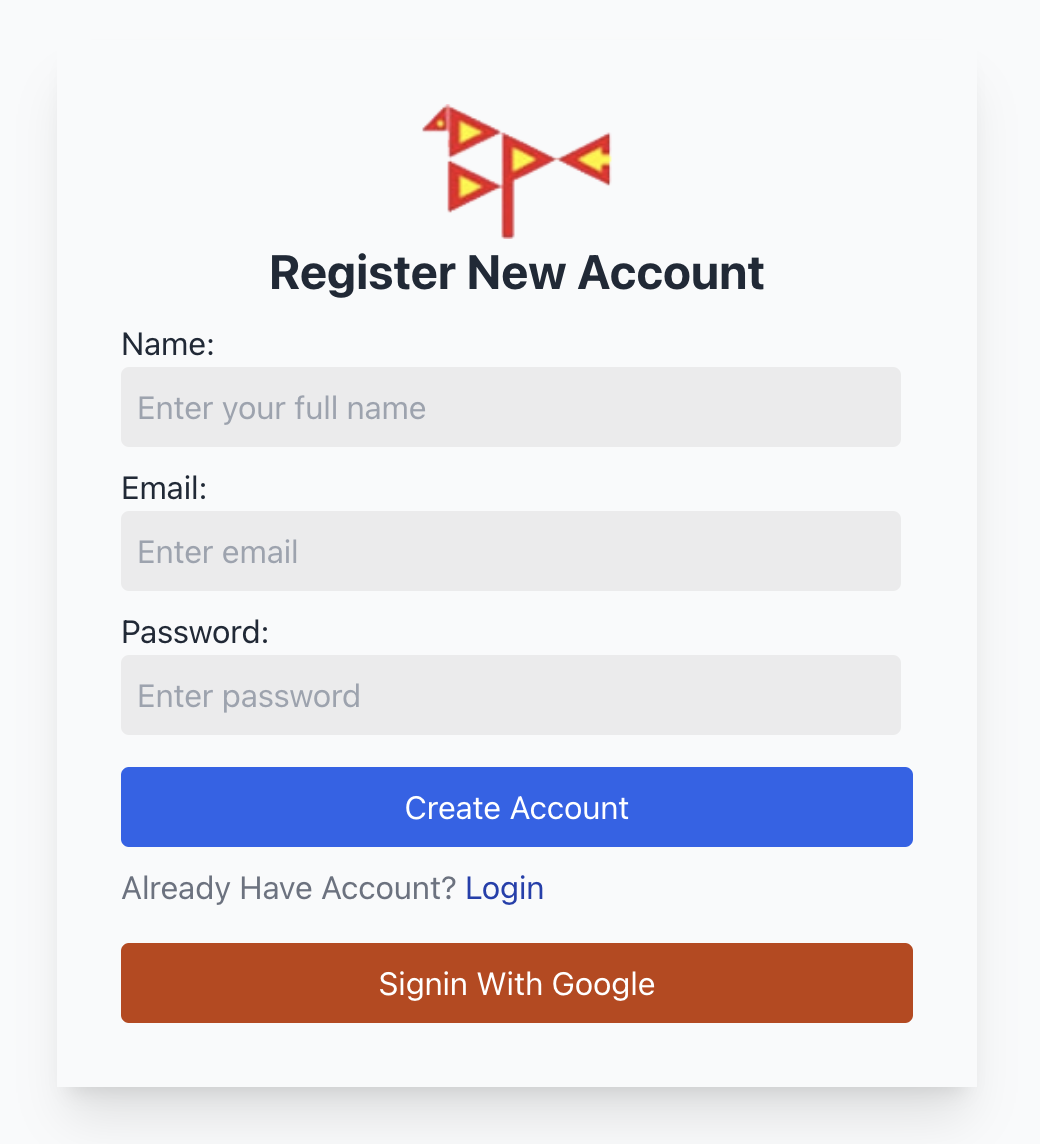 Register New Account
Name:
Enter your full name
Email:
Enter email
Password:
Enter password
Create Account
Already Have Account? Login
Signin With Google